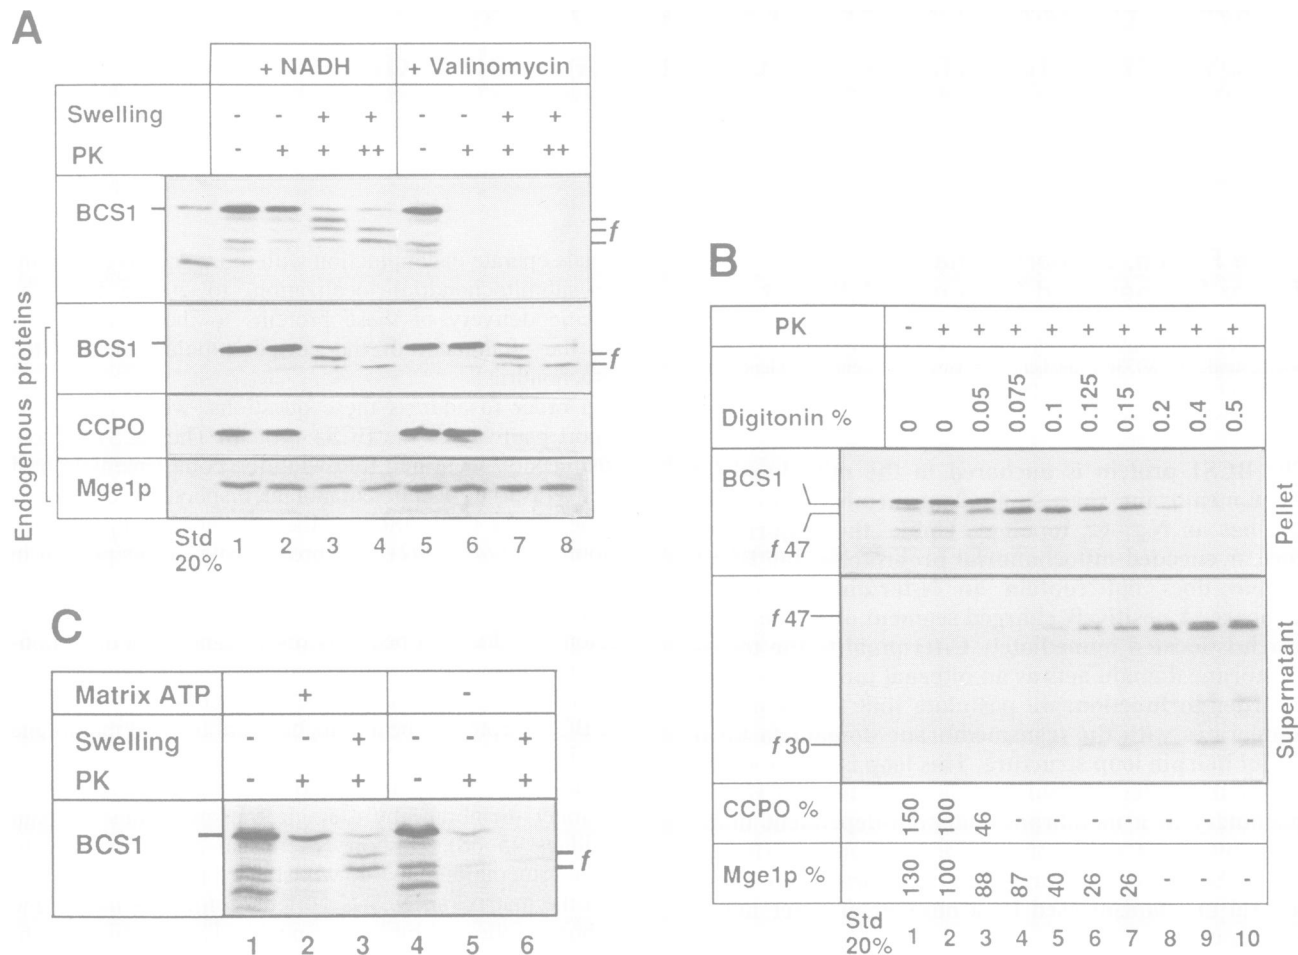 A
+ NADH + Valinomycin
Swelling - - + + - - + +
PK - + + ++ - + + ++
BCS1 f
Endogenous proteins
BCS1 f
CCPO
Mge1p
Std 20% 1 2 3 4 5 6 7 8
B
PK - + + + + + + + + +
Digitonin % 0 0 0.05 0.075 0.1 0.125 0.15 0.2 0.4 0.5
BCS1
f 47
Pellet
f 47
f 30
Supernatant
CCPO % 150 100 46 - - - - - - -
Mge1p % 130 100 88 87 40 26 26 - - -
Std 20% 1 2 3 4 5 6 7 8 9 10
C
Matrix ATP + -
Swelling - - + - - +
PK - + + - + +
BCS1 f
1 2 3 4 5 6